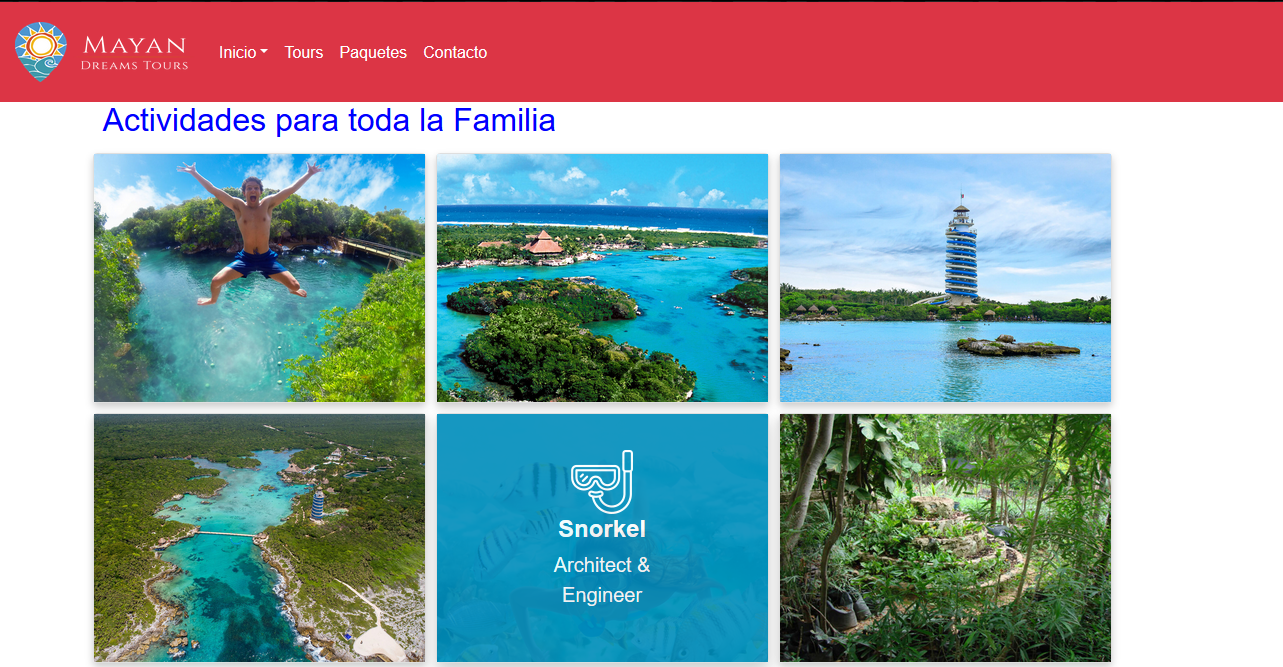 MAYAN
DREAMS TOURS
Inicio Tours Paquetes Contacto
Actividades para toda la Familia
Snorkel
Architect &
Engineer